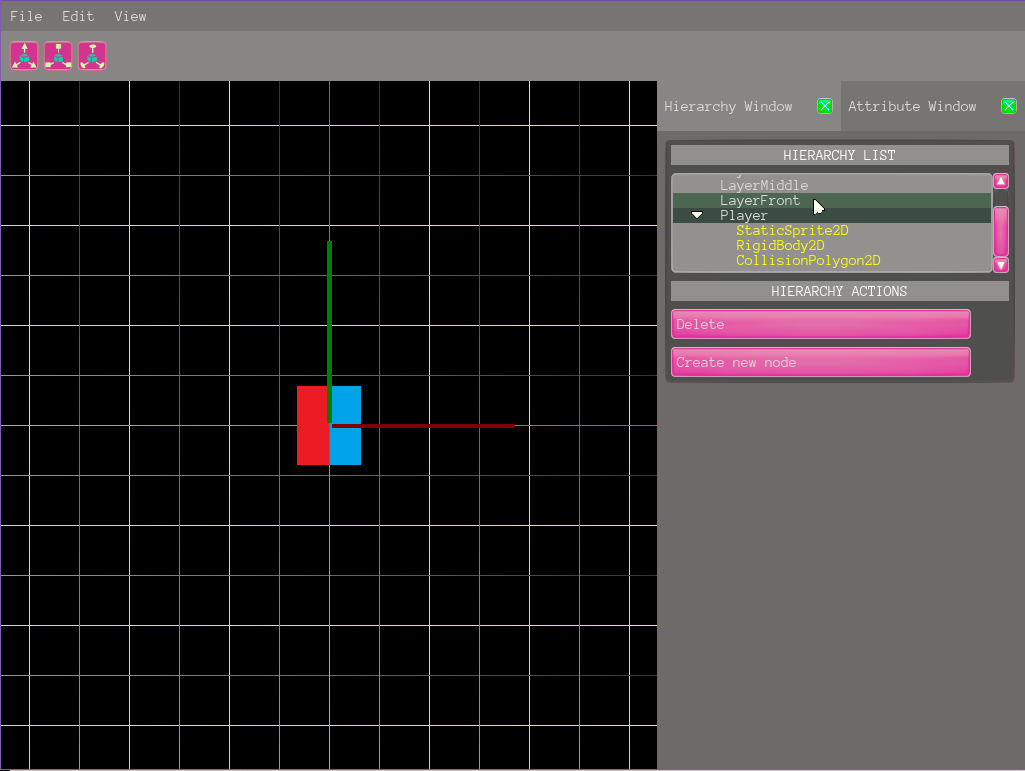 File Edit View
Hierarchy Window Attribute Window
HIERARCHY LIST
LayerMiddle
LayerFront
Player
StaticSprite2D
RigidBody2D
CollisionPolygon2D
HIERARCHY ACTIONS
Delete
Create new node